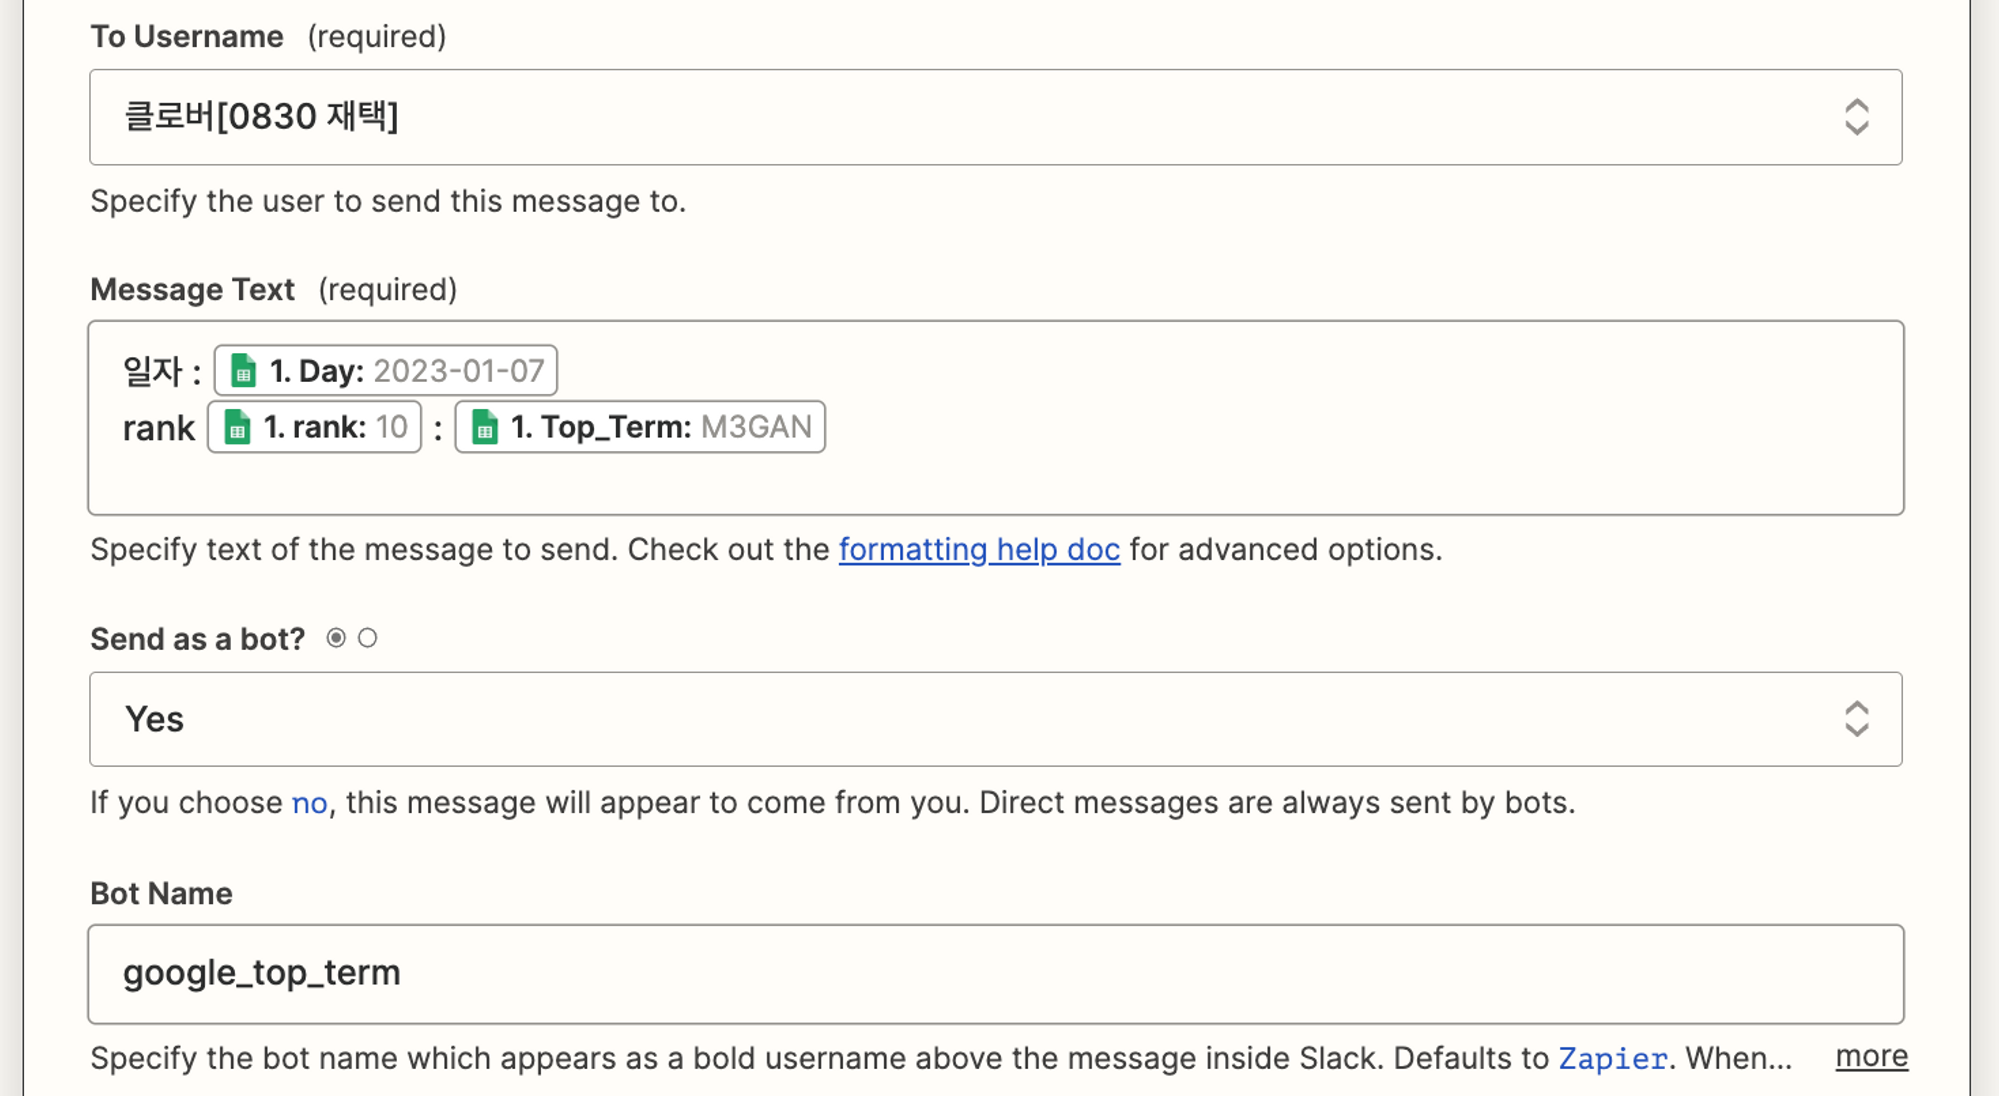 To Username (required)
클로버[0830 재택]
Specify the user to send this message to.
Message Text (required)
일자 : 1. Day: 2023-01-07
rank 1. rank: 10 : 1. Top_Term: M3GAN
Specify text of the message to send. Check out the formatting help doc for advanced options.
Send as a bot?
Yes
If you choose no, this message will appear to come from you. Direct messages are always sent by bots.
Bot Name
google_top_term
Specify the bot name which appears as a bold username above the message inside Slack. Defaults to Zapier. When... more